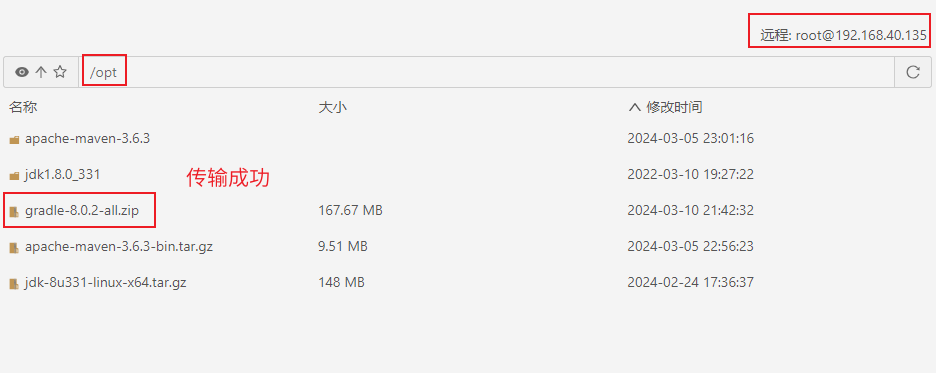 远程: root@192.168.40.135
/opt
名称 大小 修改时间
apache-maven-3.6.3 2024-03-05 23:01:16
jdk1.8.0_331 2022-03-10 19:27:22
传输成功
gradle-8.0.2-all.zip 167.67 MB 2024-03-10 21:42:32
apache-maven-3.6.3-bin.tar.gz 9.51 MB 2024-03-05 22:56:23
jdk-8u331-linux-x64.tar.gz 148 MB 2024-02-24 17:36:37